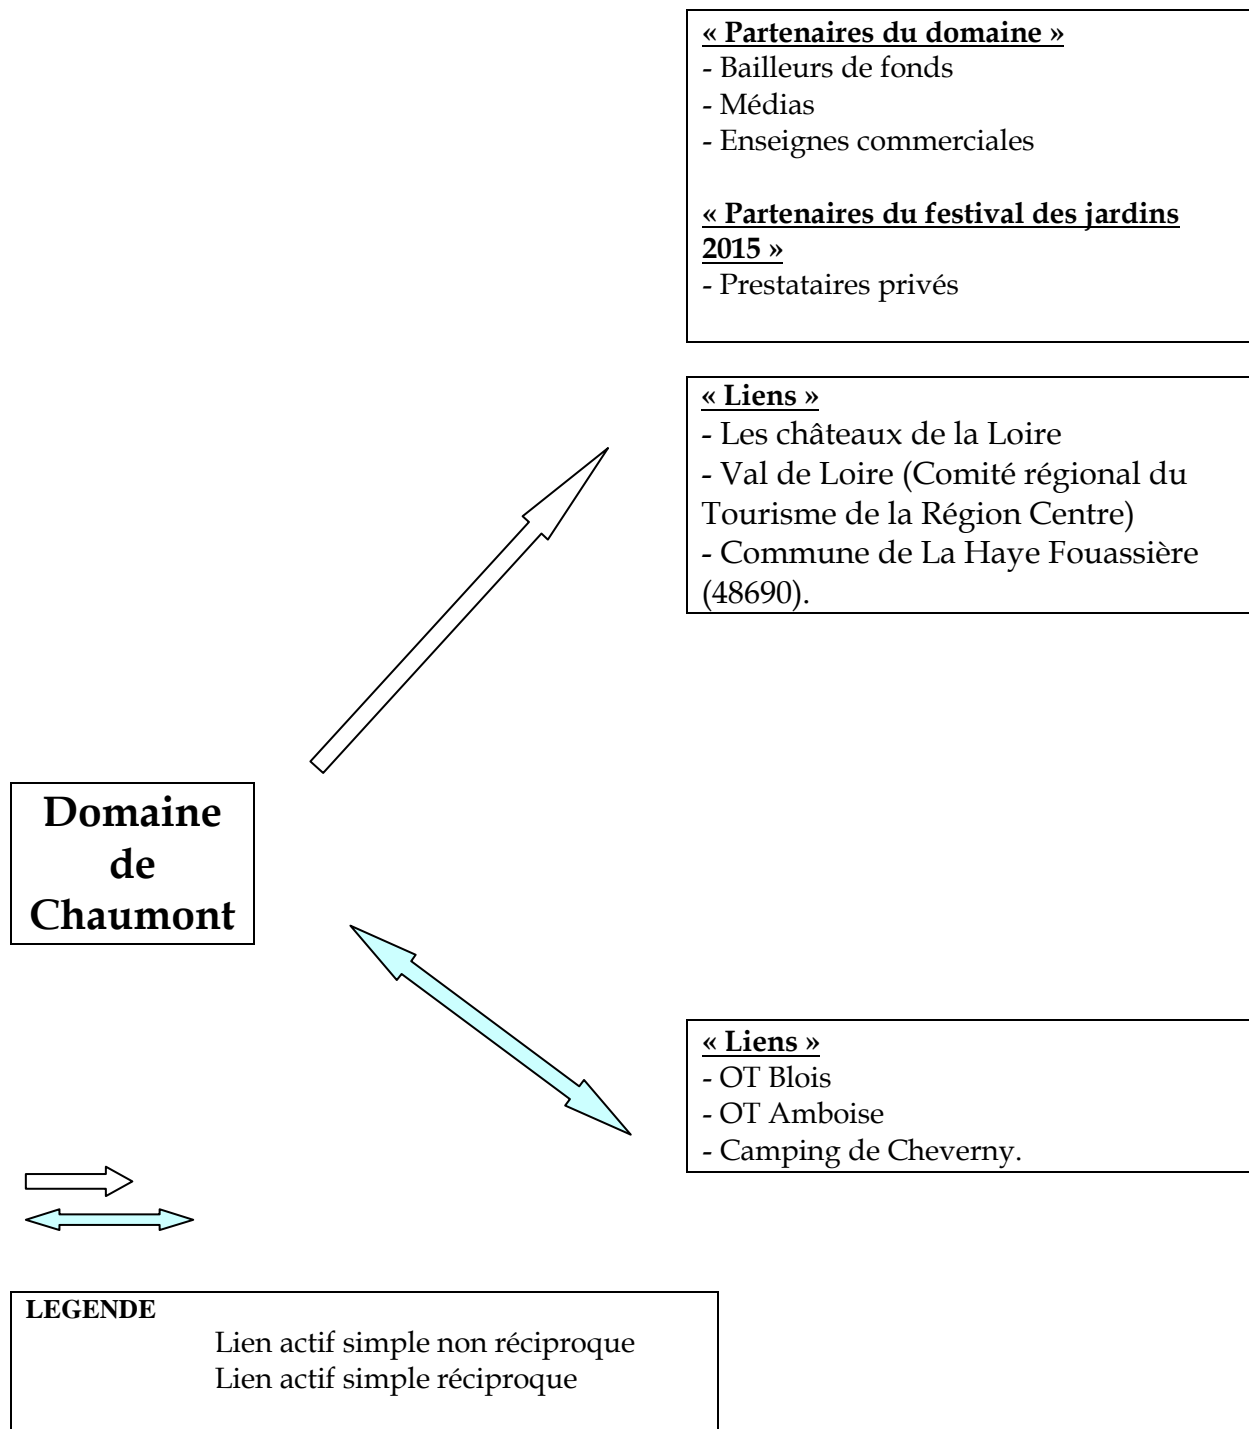 « Partenaires du domaine »
- Bailleurs de fonds
- Médias
- Enseignes commerciales
« Partenaires du festival des jardins
2015 »
- Prestataires privés
« Liens »
- Les châteaux de la Loire
- Val de Loire (Comité régional du
Tourisme de la Région Centre)
- Commune de La Haye Fouassière
(48690).
Domaine
de
Chaumont
« Liens »
- OT Blois
- OT Amboise
- Camping de Cheverny.
LEGENDE
Lien actif simple non réciproque
Lien actif simple réciproque